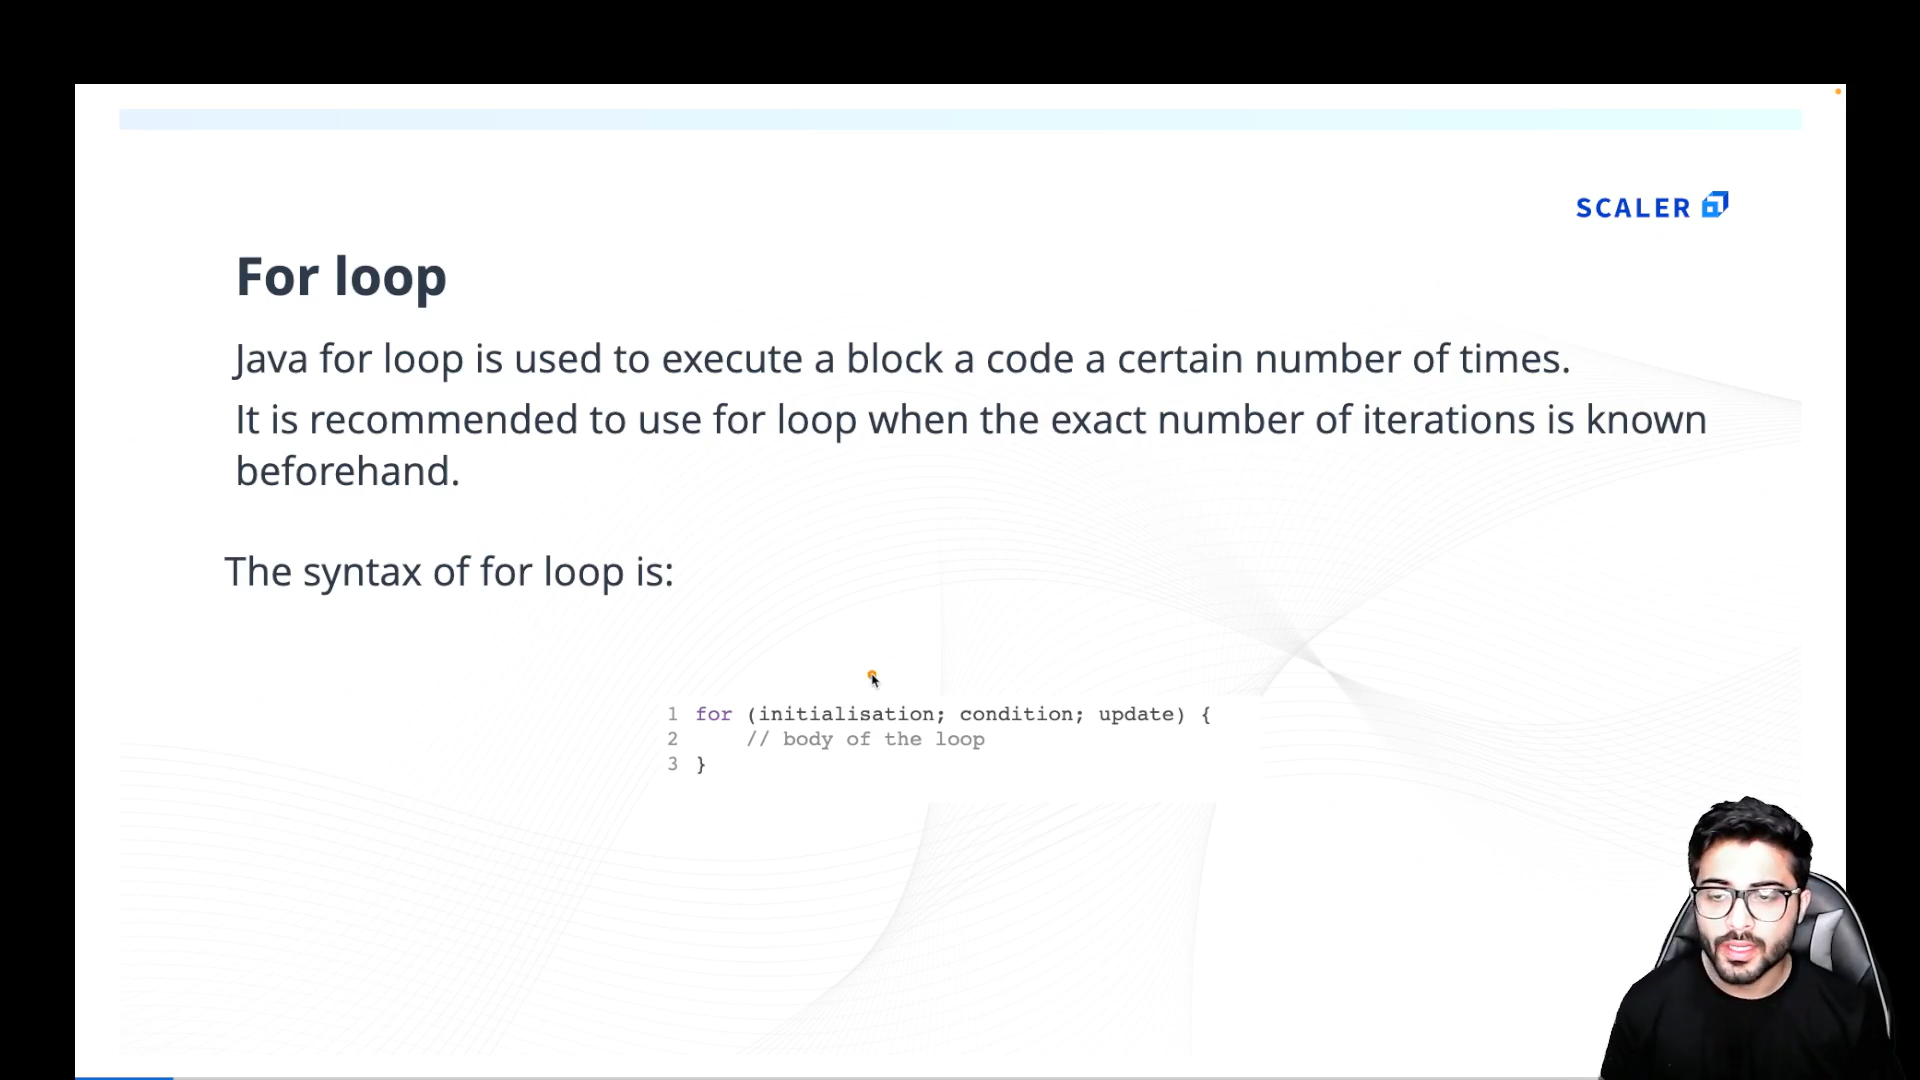 SCALER
For loop
Java for loop is used to execute a block a code a certain number of times.
It is recommended to use for loop when the exact number of iterations is known
beforehand.
The syntax of for loop is:
1 for (initialisation; condition; update) {
2     // body of the loop
3 }